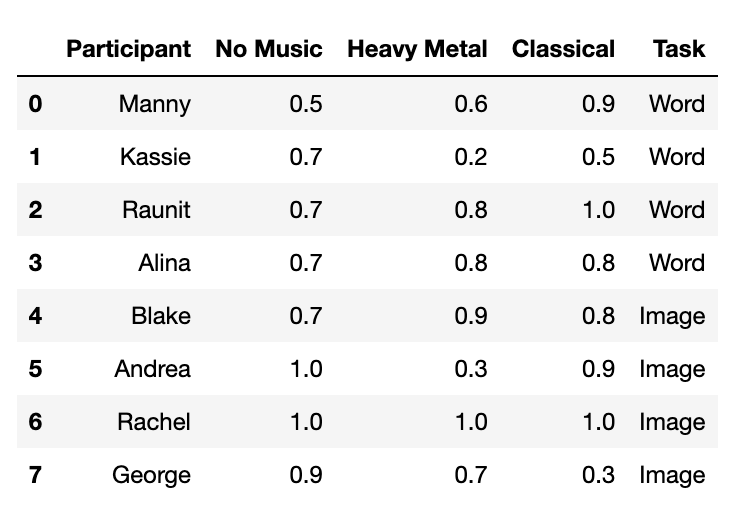 Participant No Music Heavy Metal Classical Task
0 Manny 0.5 0.6 0.9 Word
1 Kassie 0.7 0.2 0.5 Word
2 Raunit 0.7 0.8 1.0 Word
3 Alina 0.7 0.8 0.8 Word
4 Blake 0.7 0.9 0.8 Image
5 Andrea 1.0 0.3 0.9 Image
6 Rachel 1.0 1.0 1.0 Image
7 George 0.9 0.7 0.3 Image